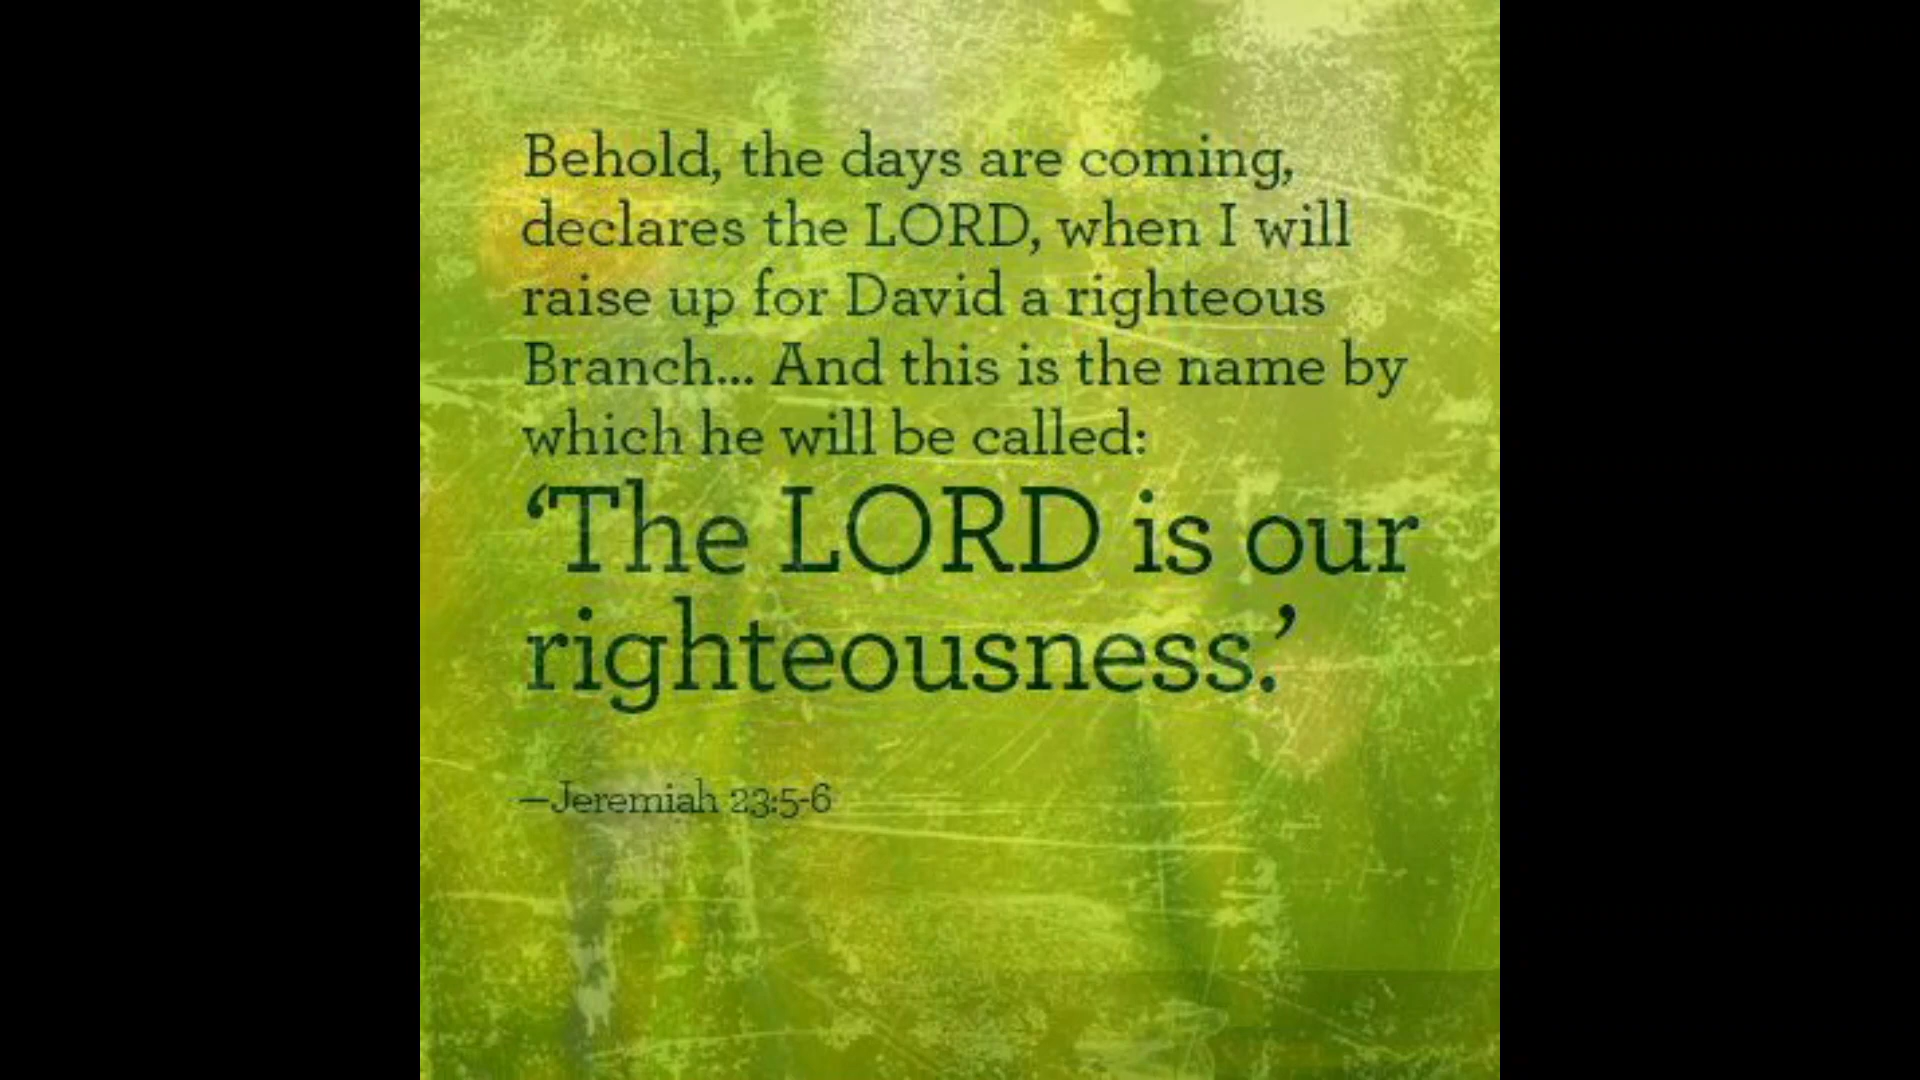 Behold, the days are coming,
declares the LORD, when I will
raise up for David a righteous
Branch... And this is the name by
which he will be called:
‘The LORD is our
righteousness.’
—Jeremiah 23:5-6